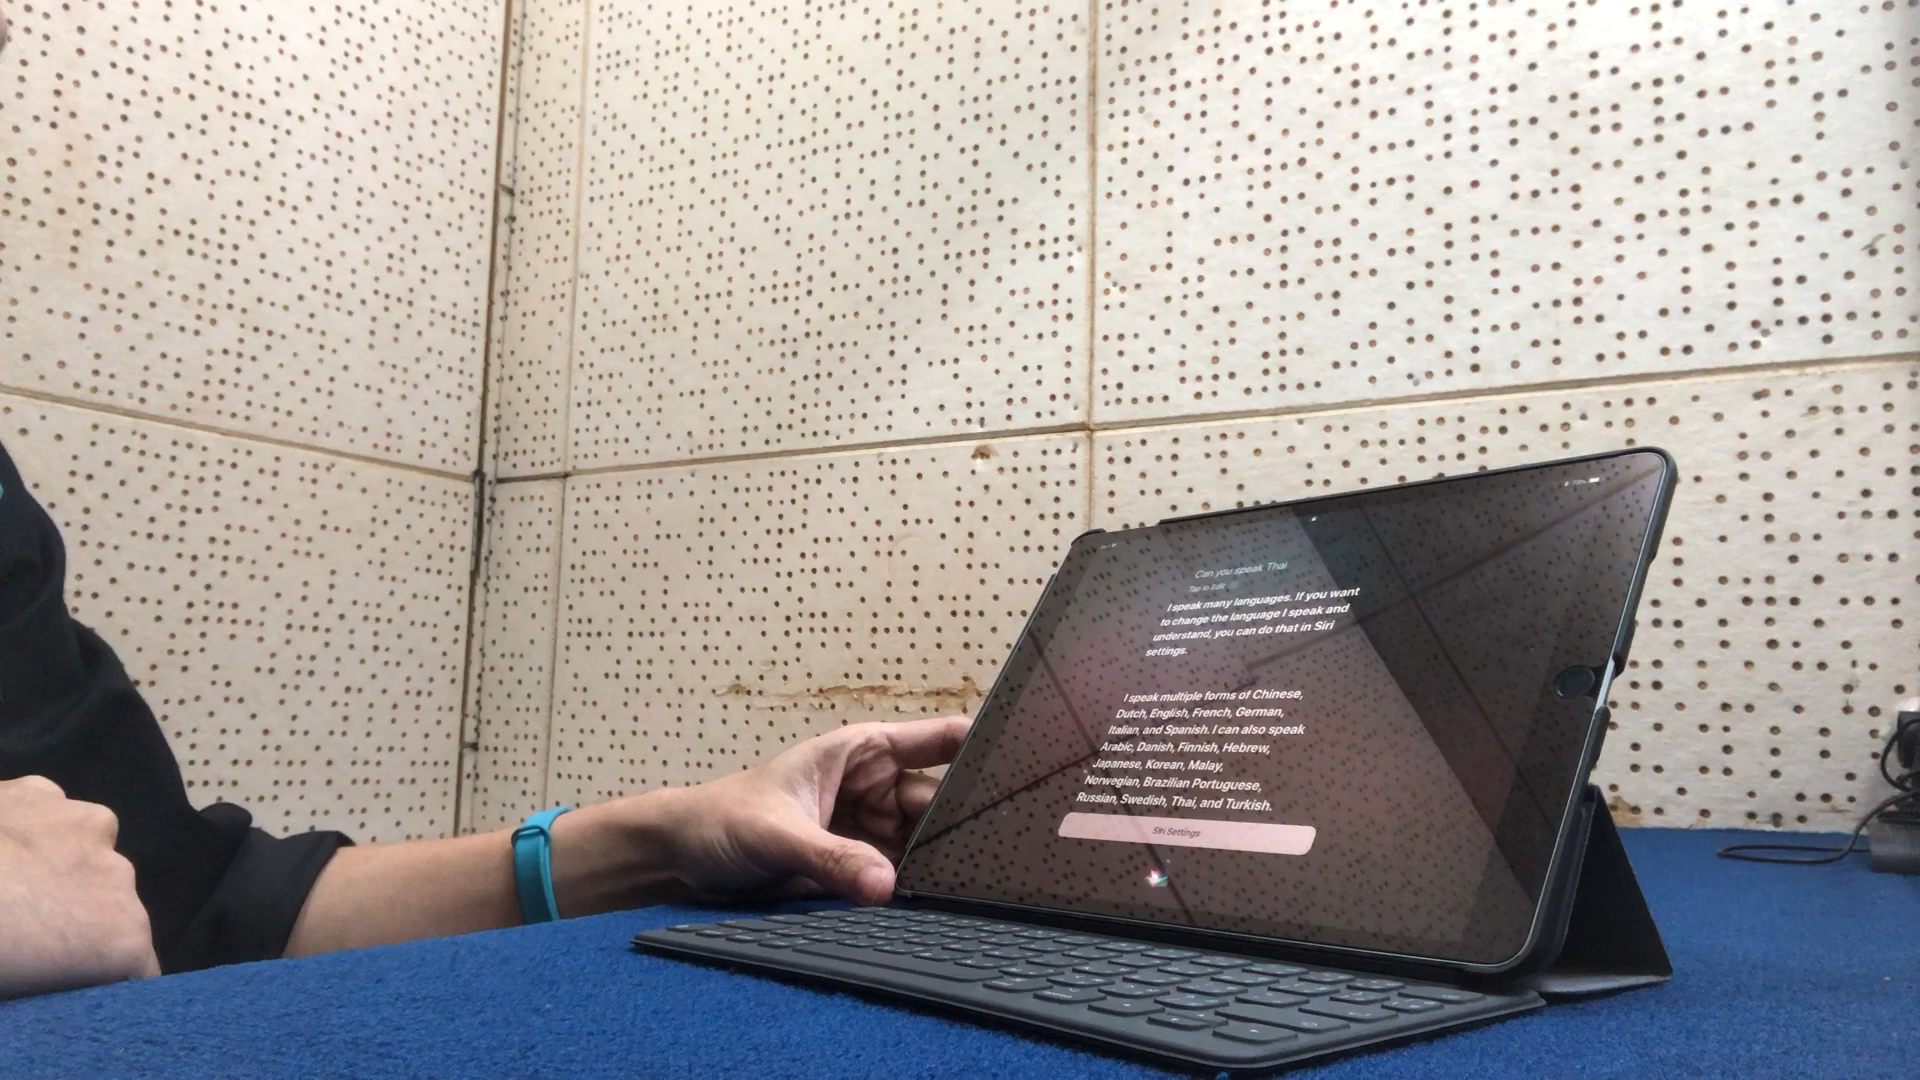 Can you speak Thai
Tap to Edit
I speak many languages. If you want
to change the language I speak and
understand, you can do that in Siri
settings.
I speak multiple forms of Chinese,
Dutch, English, French, German,
Italian, and Spanish. I can also speak
Arabic, Danish, Finnish, Hebrew,
Japanese, Korean, Malay,
Norwegian, Brazilian Portuguese,
Russian, Swedish, Thai, and Turkish.
Siri Settings